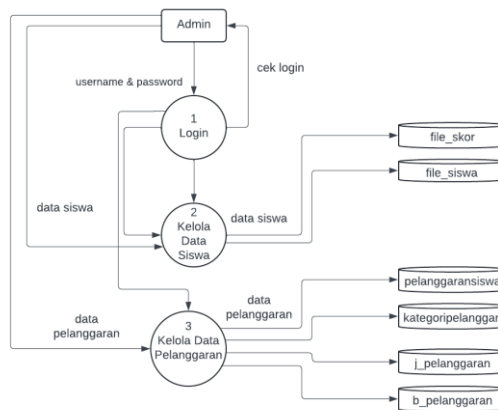 Admin
username & password
cek login
1
Login
file_skor
file_siswa
data siswa
data siswa
2
Kelola
Data
Siswa
pelanggaransiswa
data
pelanggaran
kategoripelanggar
data
pelanggaran
3
Kelola Data
Pelanggaran
j_pelanggaran
b_pelanggaran